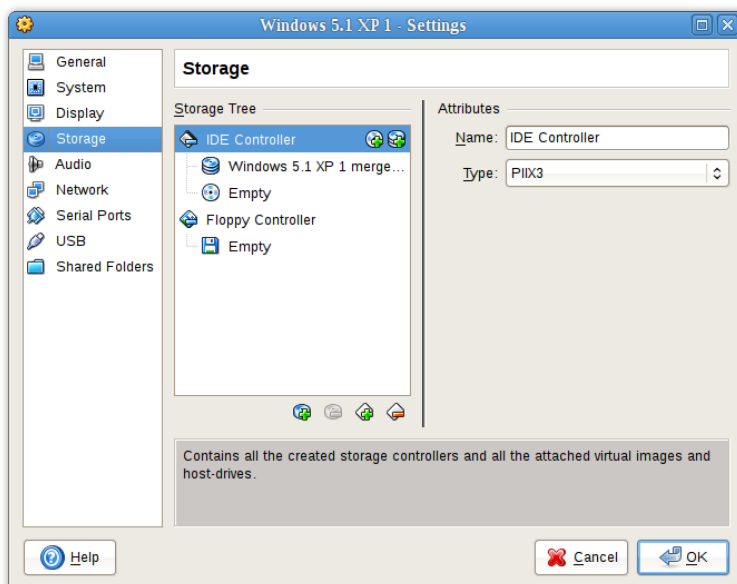 Windows 5.1 XP 1 - Settings
General
System
Display
Storage
Audio
Network
Serial Ports
USB
Shared Folders
Storage
Storage Tree
IDE Controller
Windows 5.1 XP 1 merge...
Empty
Floppy Controller
Empty
Attributes
Name: IDE Controller
Type: PIIX3
Contains all the created storage controllers and all the attached virtual images and
host-drives.
Help
Cancel
OK